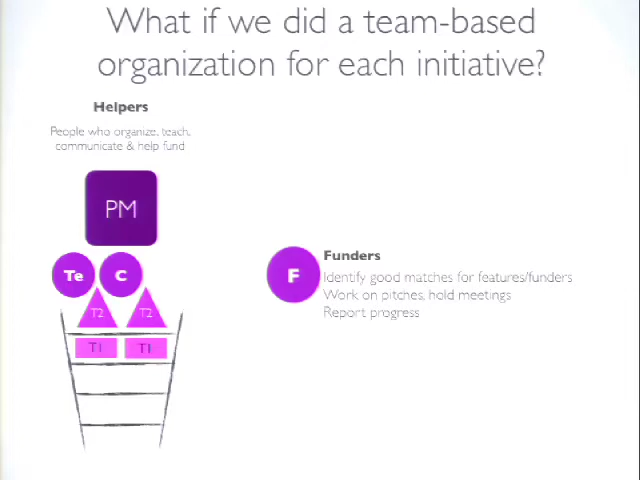 What if we did a team-based
organization for each initiative?
Helpers
People who organize, teach,
communicate & help fund
PM
Te C
T2 T2
T1 T1
F
Funders
Identify good matches for features/funders
Work on pitches, hold meetings
Report progress